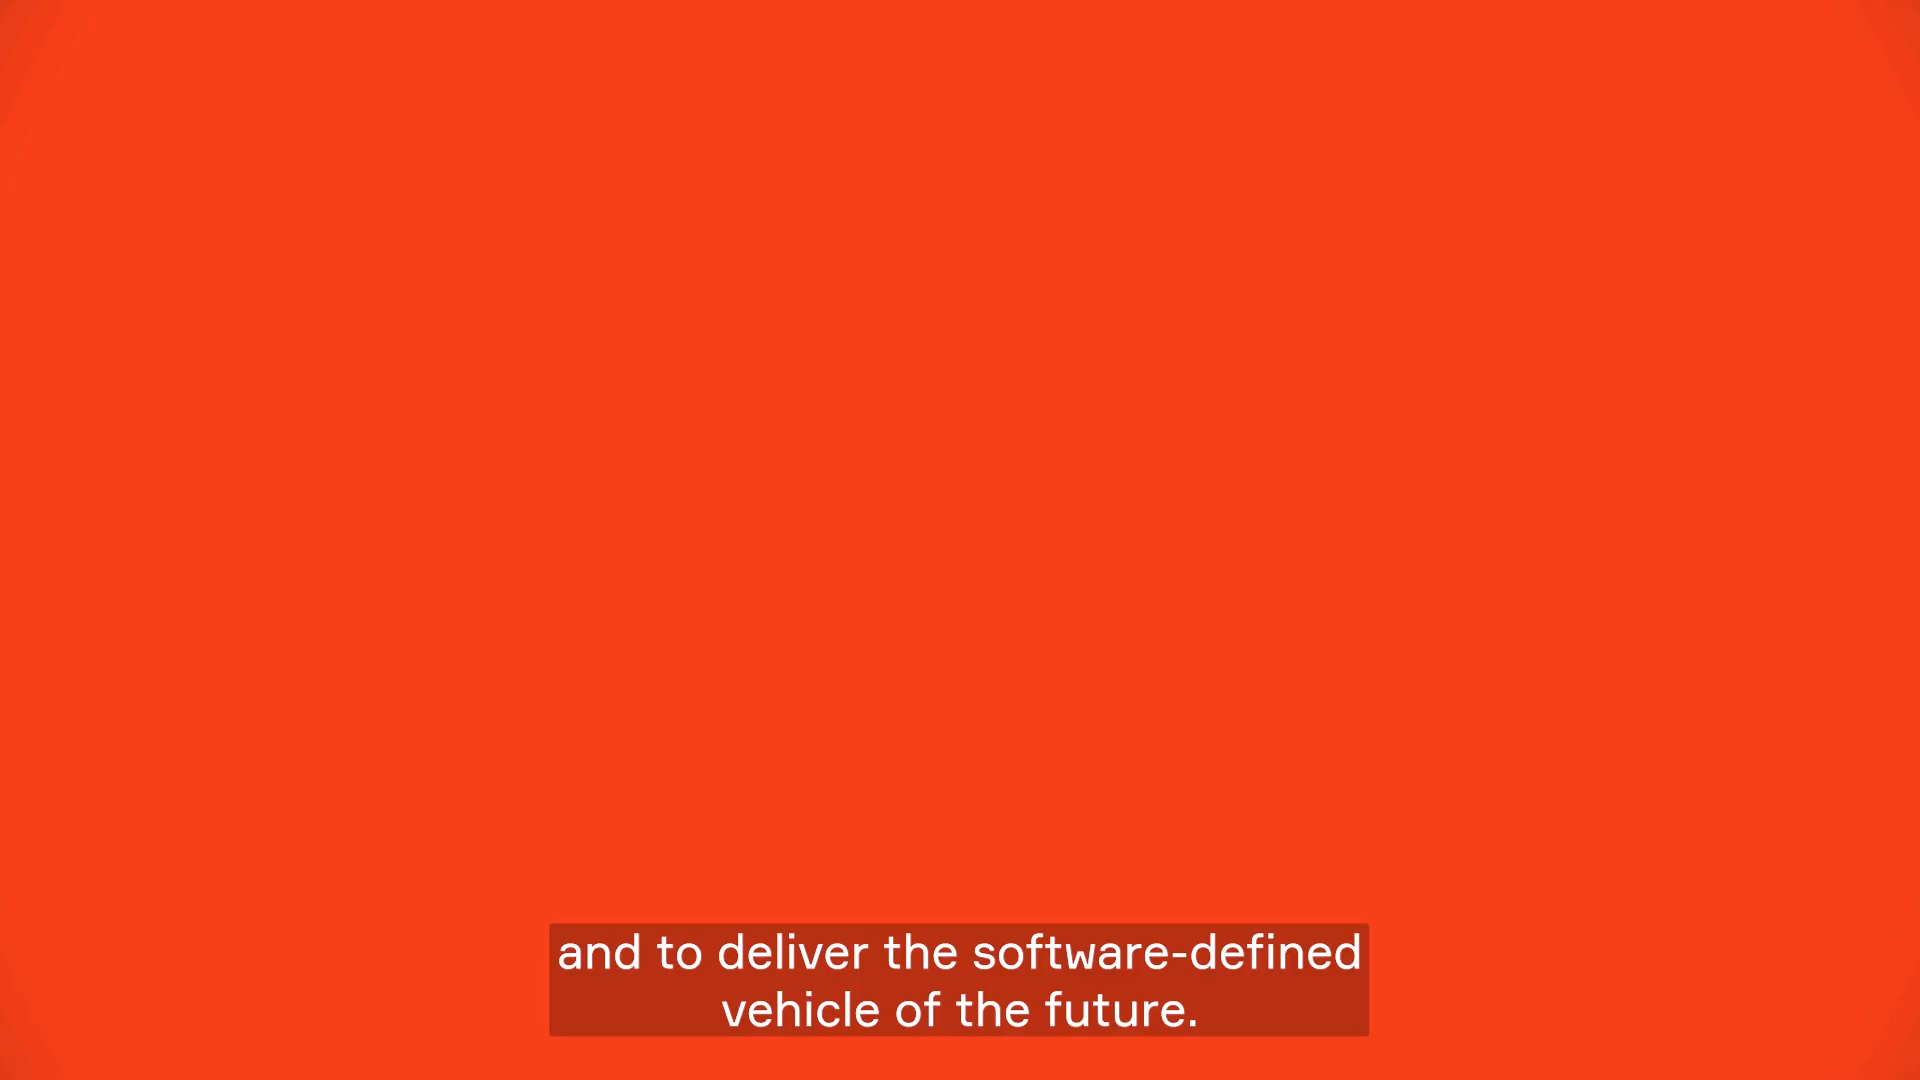 and to deliver the software-defined
vehicle of the future.